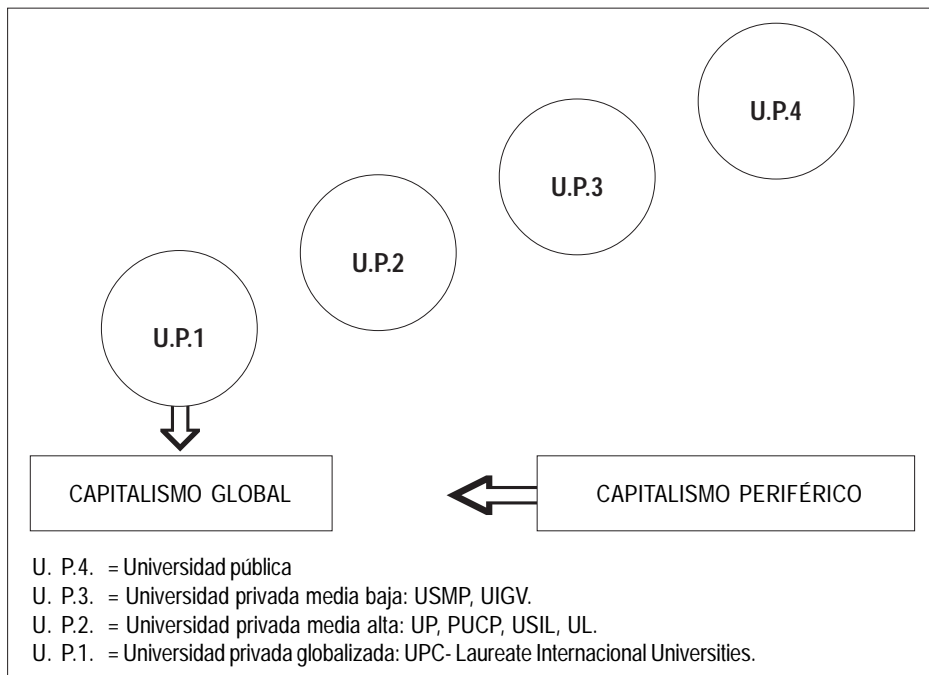 U.P.4
U.P.3
U.P.2
U.P.1
CAPITALISMO GLOBAL
CAPITALISMO PERIFÉRICO
U. P.4. = Universidad pública
U. P.3. = Universidad privada media baja: USMP, UIGV.
U. P.2. = Universidad privada media alta: UP, PUCP, USIL, UL.
U. P.1. = Universidad privada globalizada: UPC- Laureate Internacional Universities.